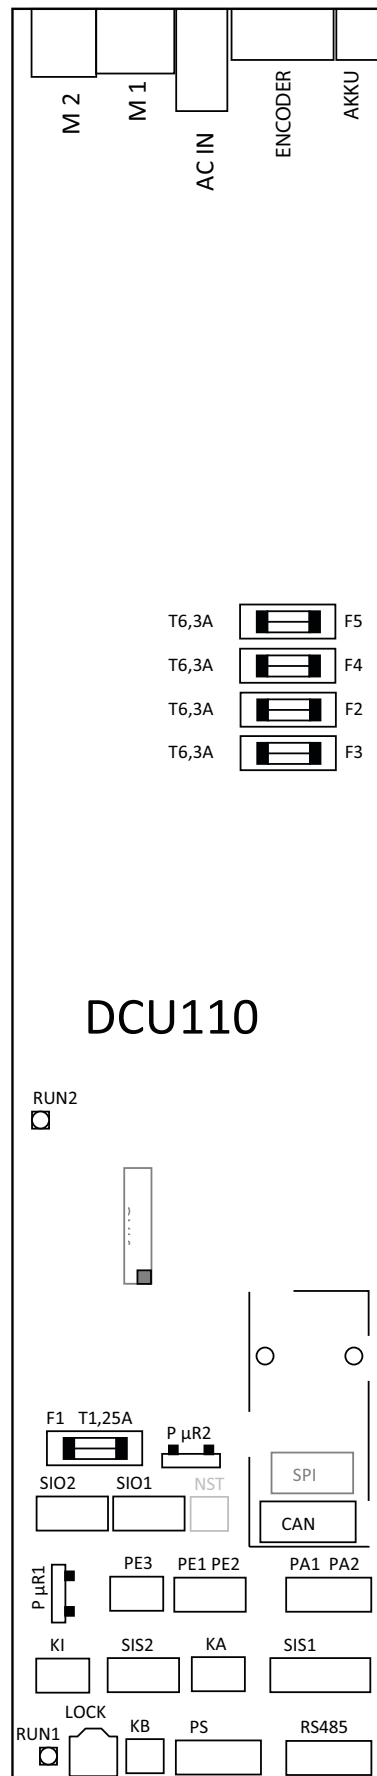 M 2
M 1
AC IN
ENCODER
AKKU
T6,3A F5
T6,3A F4
T6,3A F2
T6,3A F3
DCU110
RUN2
F1 T1,25A
P µR2
SPI
SIO2 SIO1 NST
CAN
P µR1
PE3 PE1 PE2 PA1 PA2
KI SIS2 KA SIS1
LOCK
RUN1 KB PS RS485